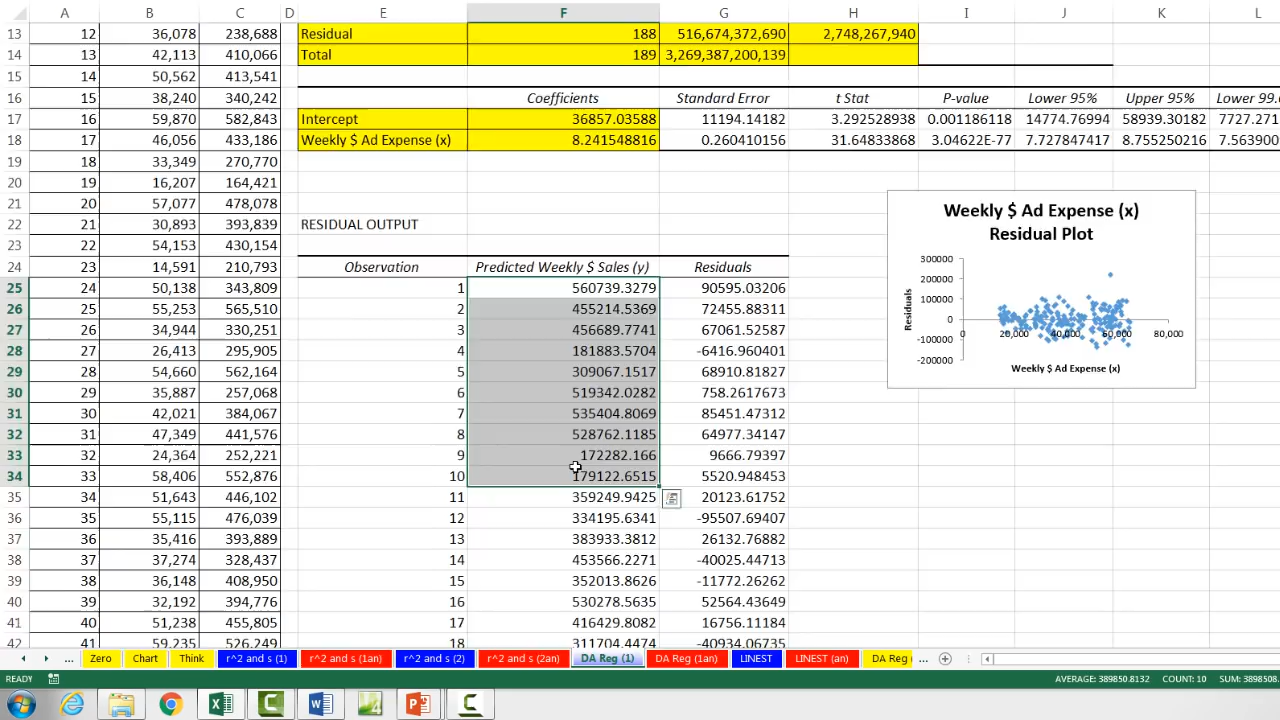 A B C D E F G H I J K L
13 12 36,078 238,688 Residual 188 516,674,372,690 2,748,267,940
14 13 42,113 410,066 Total 189 3,269,387,200,139
15 14 50,562 413,541
16 15 38,240 340,242 Coefficients Standard Error t Stat P-value Lower 95% Upper 95% Lower 99.
17 16 59,870 582,843 Intercept 36857.03588 11194.14182 3.292528938 0.001186118 14774.76994 58939.30182 7727.271
18 17 46,056 433,186 Weekly $ Ad Expense (x) 8.241548816 0.260410156 31.64833868 3.04622E-77 7.727847417 8.755250216 7.563900
19 18 33,349 270,770
20 19 16,207 164,421
21 20 57,077 478,078
22 21 30,893 393,839 RESIDUAL OUTPUT
23 22 54,153 430,154
24 23 14,591 210,793 Observation Predicted Weekly $ Sales (y) Residuals
25 24 50,138 343,809 1 560739.3279 90595.03206
26 25 55,253 565,510 2 455214.5369 72455.88311
27 26 34,944 330,251 3 456689.7741 67061.52587
28 27 26,413 295,905 4 181883.5704 -6416.960401
29 28 54,660 562,164 5 309067.1517 68910.81827
30 29 35,887 257,068 6 519342.0282 758.2617673
31 30 42,021 384,067 7 535404.8069 85451.47312
32 31 47,349 441,576 8 528762.1185 64977.34147
33 32 24,364 252,221 9 172282.166 9666.79397
34 33 58,406 552,876 10 179122.6515 5520.948453
35 34 51,643 446,102 11 359249.9425 20123.61752
36 35 55,115 476,039 12 334195.6341 -95507.69407
37 36 35,416 393,889 13 383933.3812 26132.76882
38 37 37,274 328,437 14 453566.2271 -40025.44713
39 38 36,148 408,950 15 352013.8626 -11772.26262
40 39 32,192 394,776 16 530278.5635 52564.43649
41 40 51,238 455,805 17 416429.8082 16756.11184
42 41 59,235 526,249 18 311704.4474 -40934.06735
Weekly $ Ad Expense (x)
Residual Plot
300000
200000
100000
0
-100000
-200000
Residuals
0 20,000 40,000 60,000 80,000
Weekly $ Ad Expense (x)
... Zero Chart Think r^2 and s (1) r^2 and s (1an) r^2 and s (2) r^2 and s (2an) DA Reg (1) DA Reg (1an) LINEST LINEST (an) DA Reg ...
READY AVERAGE: 389850.8132 COUNT: 10 SUM: 3898508.